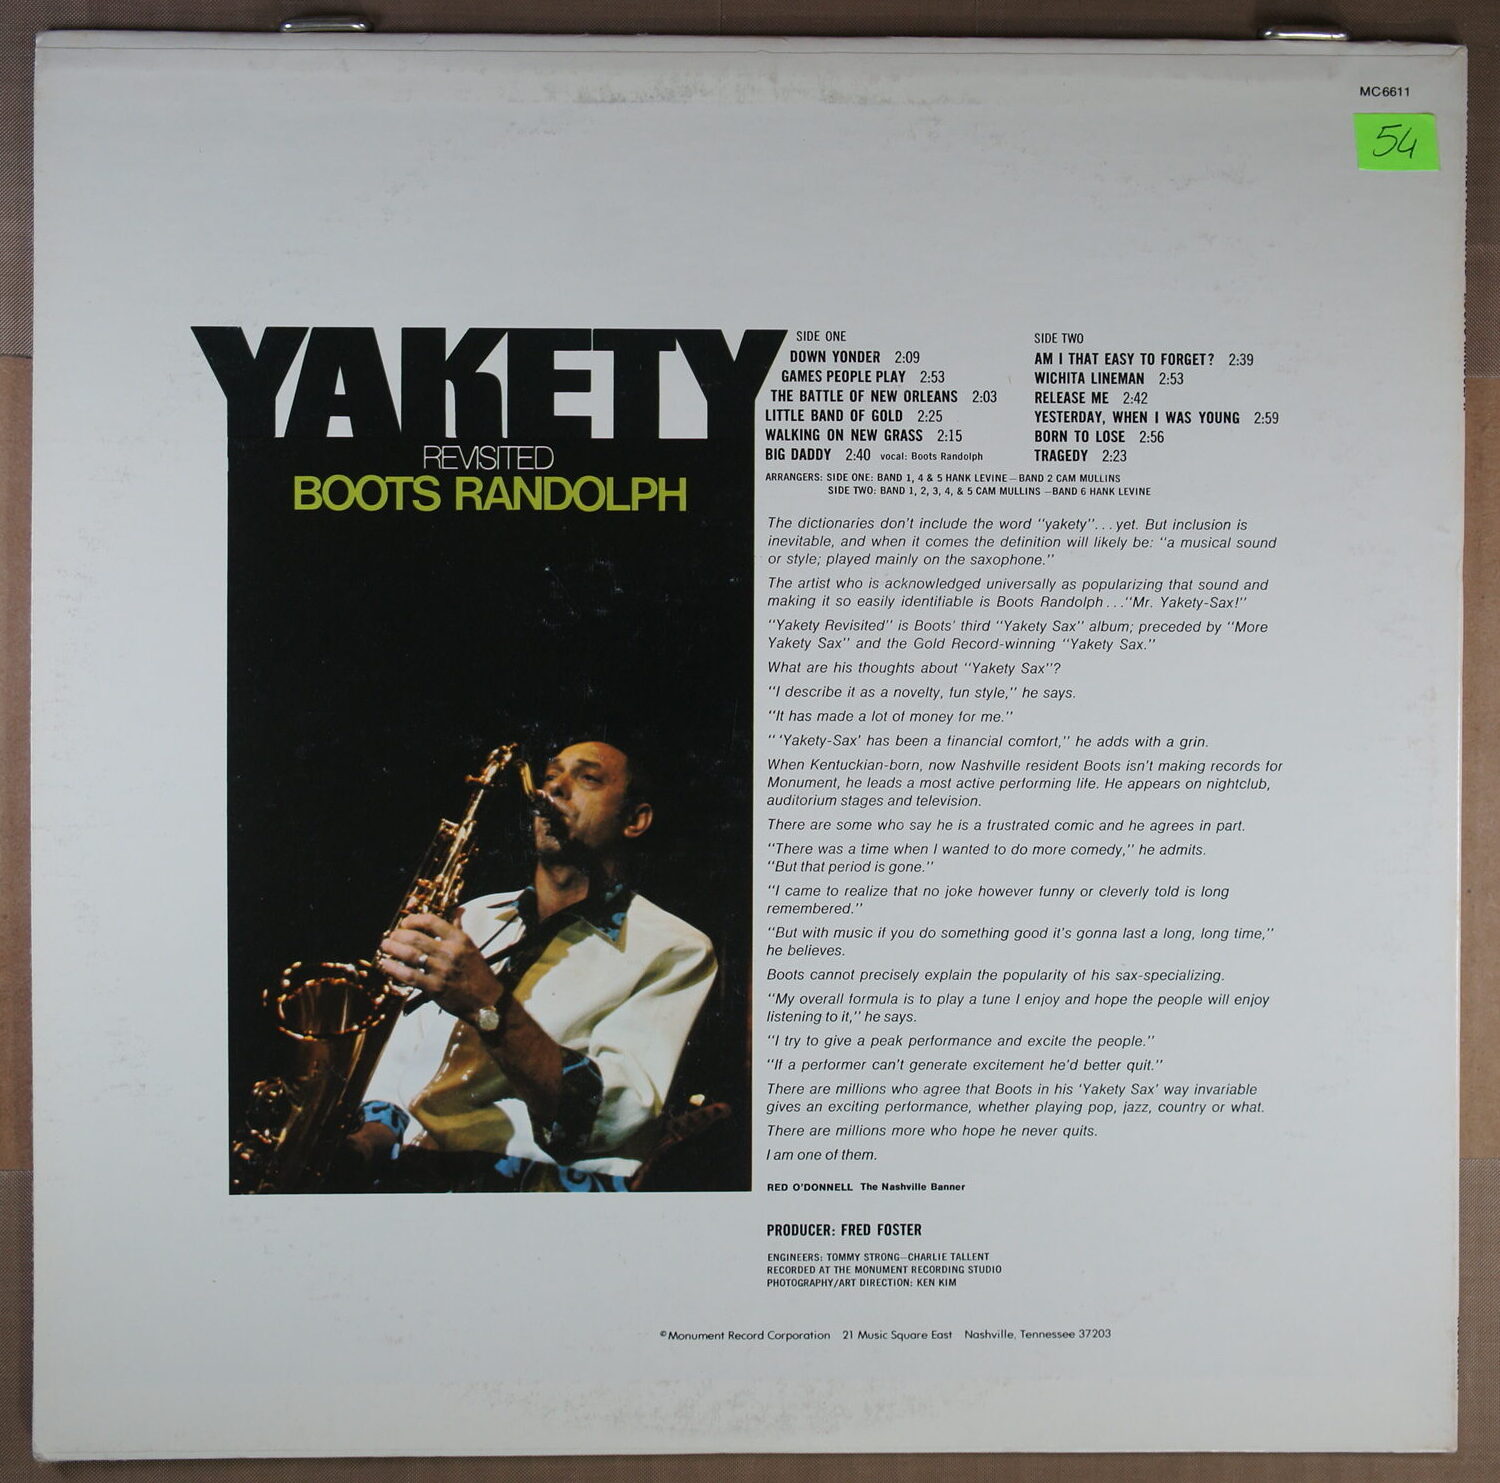 MC6611
54
YAKETY
REVISITED
BOOTS RANDOLPH
SIDE ONE
DOWN YONDER 2:09
GAMES PEOPLE PLAY 2:53
THE BATTLE OF NEW ORLEANS 2:03
LITTLE BAND OF GOLD 2:25
WALKING ON NEW GRASS 2:15
BIG DADDY 2:40 vocal: Boots Randolph
SIDE TWO
AM I THAT EASY TO FORGET? 2:39
WICHITA LINEMAN 2:53
RELEASE ME 2:42
YESTERDAY, WHEN I WAS YOUNG 2:59
BORN TO LOSE 2:56
TRAGEDY 2:23
ARRANGERS: SIDE ONE: BAND 1, 4 & 5 HANK LEVINE—BAND 2 CAM MULLINS
SIDE TWO: BAND 1, 2, 3, 4, & 5 CAM MULLINS —BAND 6 HANK LEVINE
The dictionaries don't include the word "yakety"... yet. But inclusion is
inevitable, and when it comes the definition will likely be: "a musical sound
or style; played mainly on the saxophone."
The artist who is acknowledged universally as popularizing that sound and
making it so easily identifiable is Boots Randolph..."Mr. Yakety-Sax!"
"Yakety Revisited" is Boots' third "Yakety Sax" album; preceded by "More
Yakety Sax" and the Gold Record-winning "Yakety Sax."
What are his thoughts about "Yakety Sax"?
"I describe it as a novelty, fun style," he says.
"It has made a lot of money for me."
" 'Yakety-Sax' has been a financial comfort," he adds with a grin.
When Kentuckian-born, now Nashville resident Boots isn't making records for
Monument, he leads a most active performing life. He appears on nightclub,
auditorium stages and television.
There are some who say he is a frustrated comic and he agrees in part.
"There was a time when I wanted to do more comedy," he admits.
"But that period is gone."
"I came to realize that no joke however funny or cleverly told is long
remembered."
"But with music if you do something good it's gonna last a long, long time,"
he believes.
Boots cannot precisely explain the popularity of his sax-specializing.
"My overall formula is to play a tune I enjoy and hope the people will enjoy
listening to it," he says.
"I try to give a peak performance and excite the people."
"If a performer can't generate excitement he'd better quit."
There are millions who agree that Boots in his 'Yakety Sax' way invariable
gives an exciting performance, whether playing pop, jazz, country or what.
There are millions more who hope he never quits.
I am one of them.
RED O'DONNELL The Nashville Banner
PRODUCER: FRED FOSTER
ENGINEERS: TOMMY STRONG—CHARLIE TALLENT
RECORDED AT THE MONUMENT RECORDING STUDIO
PHOTOGRAPHY/ART DIRECTION: KEN KIM
©Monument Record Corporation 21 Music Square East Nashville, Tennessee 37203